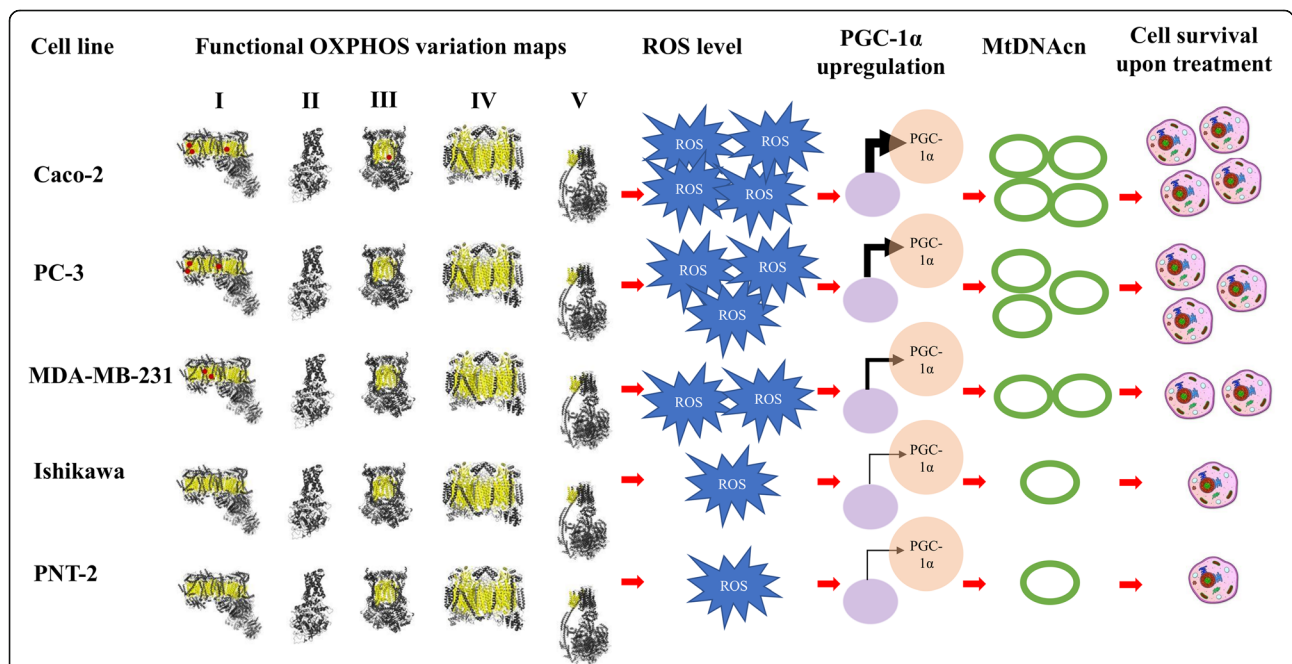 Cell line
Functional OXPHOS variation maps
ROS level
PGC-1α
upregulation
MtDNAcn
Cell survival
upon treatment
I
II
III
IV
V
Caco-2
ROS
ROS
ROS
ROS
PGC-
1α
PC-3
ROS
ROS
ROS
PGC-
1α
MDA-MB-231
ROS
ROS
PGC-
1α
Ishikawa
ROS
PGC-
1α
PNT-2
ROS
PGC-
1α